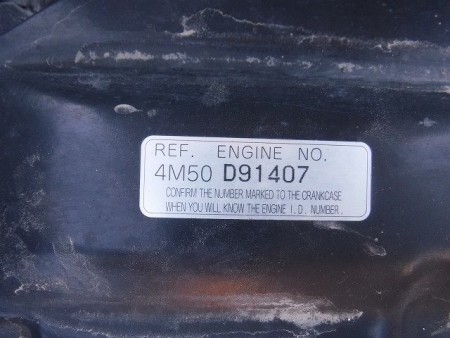 REF. ENGINE NO.
4M50 D91407
CONFIRM THE NUMBER MARKED TO THE CRANKCASE
WHEN YOU WILL KNOW THE ENGINE I.D. NUMBER.